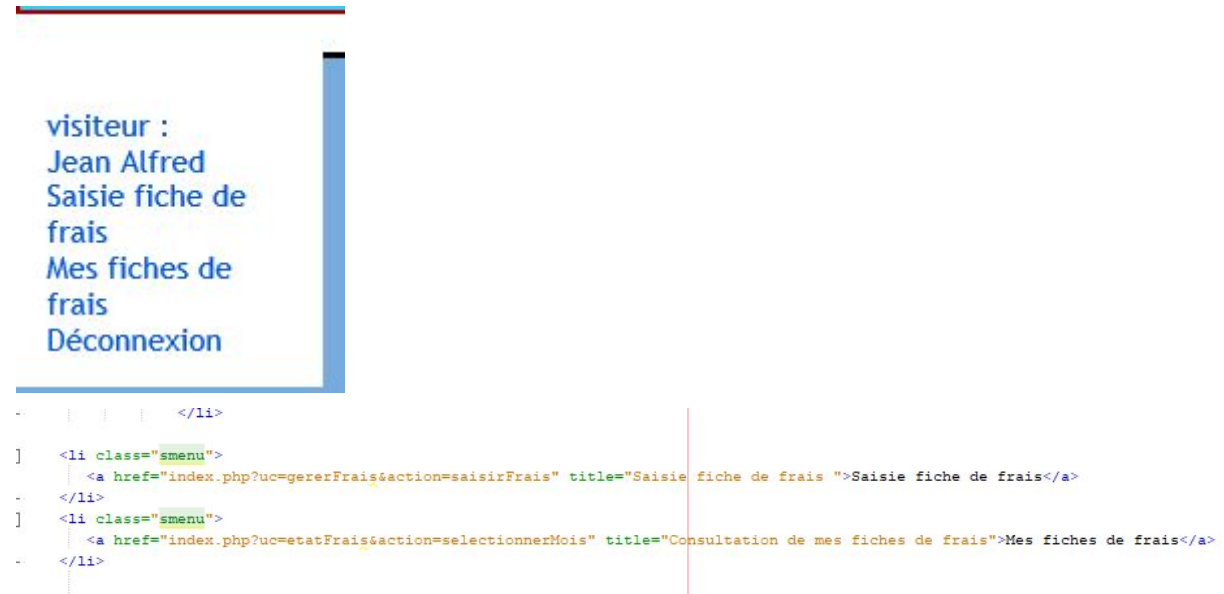 visiteur :
Jean Alfred
Saisie fiche de
frais
Mes fiches de
frais
Déconnexion
</li>
<li class="smenu">
<a href="index.php?uc=gererFrais&action=saisirFrais" title="Saisie fiche de frais ">Saisie fiche de frais</a>
</li>
<li class="smenu">
<a href="index.php?uc=etatFrais&action=selectionnerMois" title="Consultation de mes fiches de frais">Mes fiches de frais</a>
</li>